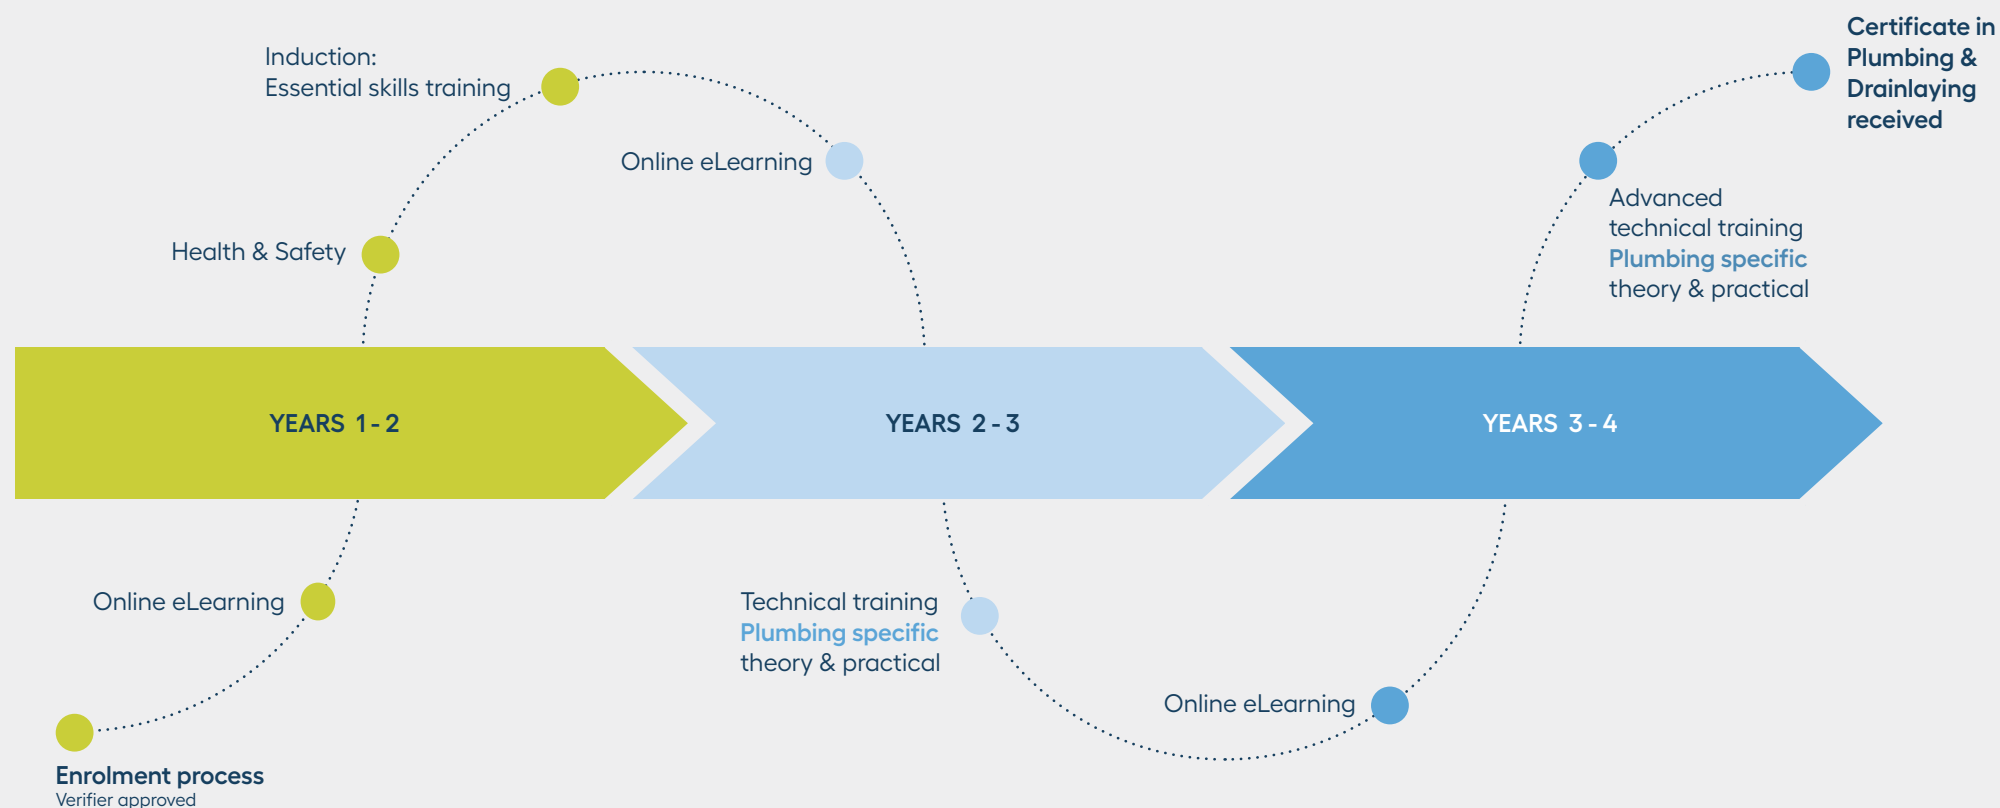 Certificate in
Plumbing &
Drainlaying
received
Induction:
Essential skills training
Online eLearning
Advanced
technical training
Plumbing specific
theory & practical
Health & Safety
YEARS 1 - 2
YEARS 2 - 3
YEARS 3 - 4
Online eLearning
Technical training
Plumbing specific
theory & practical
Online eLearning
Enrolment process
Verifier approved